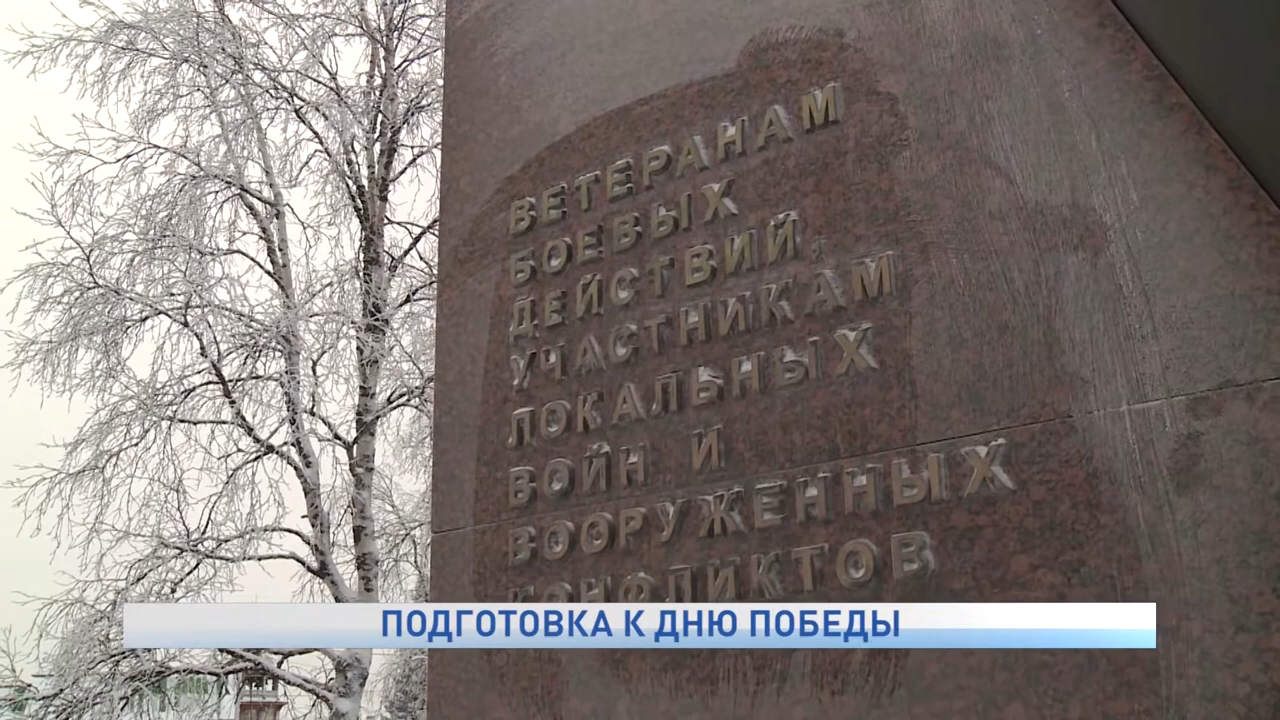 ВЕТЕРАНАМ
БОЕВЫХ
ДЕЙСТВИЙ,
УЧАСТНИКАМ
ЛОКАЛЬНЫХ
ВОЙН И
ВООРУЖЕННЫХ
КОНФЛИКТОВ
ПОДГОТОВКА К ДНЮ ПОБЕДЫ